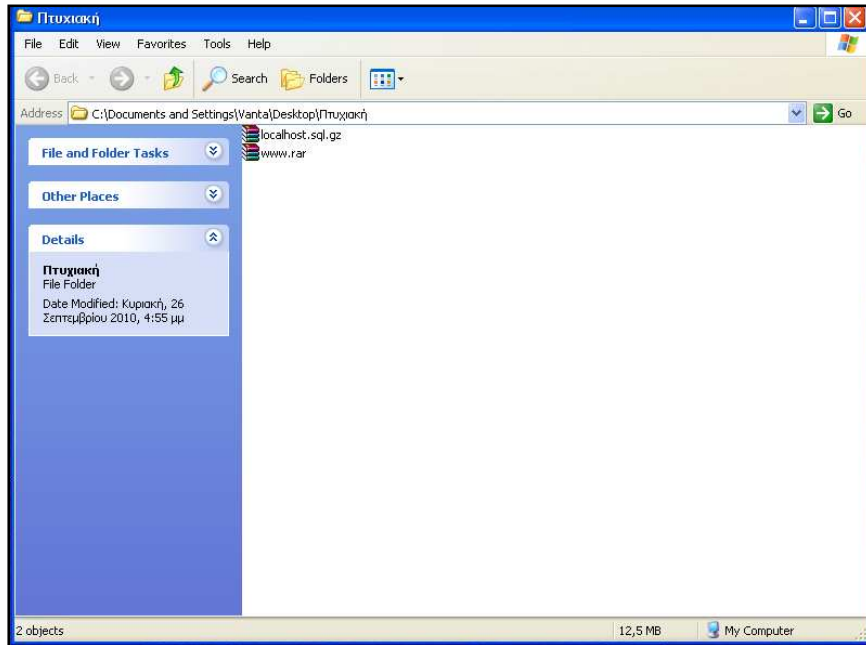 Πτυχιακή
File Edit View Favorites Tools Help
Back Search Folders
Address C:\Documents and Settings\Vanta\Desktop\Πτυχιακή Go
File and Folder Tasks
Other Places
Details
Πτυχιακή
File Folder
Date Modified: Κυριακή, 26
Σεπτεμβρίου 2010, 4:55 μμ
localhost.sql.gz
www.rar
2 objects 12,5 MB My Computer